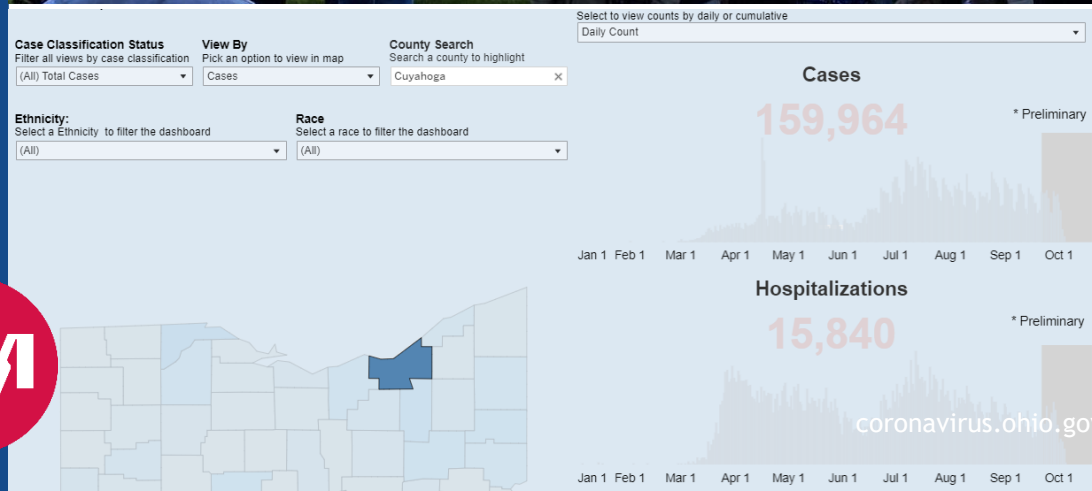 Select to view counts by daily or cumulative
Daily Count
Case Classification Status
Filter all views by case classification
(All) Total Cases
View By
Pick an option to view in map
Cases
County Search
Search a county to highlight
Cuyahoga
Ethnicity:
Select a Ethnicity to filter the dashboard
(All)
Race
Select a race to filter the dashboard
(All)
Cases
159,964
* Preliminary
Jan 1 Feb 1 Mar 1 Apr 1 May 1 Jun 1 Jul 1 Aug 1 Sep 1 Oct 1
Hospitalizations
15,840
* Preliminary
coronavirus.ohio.go
Jan 1 Feb 1 Mar 1 Apr 1 May 1 Jun 1 Jul 1 Aug 1 Sep 1 Oct 1